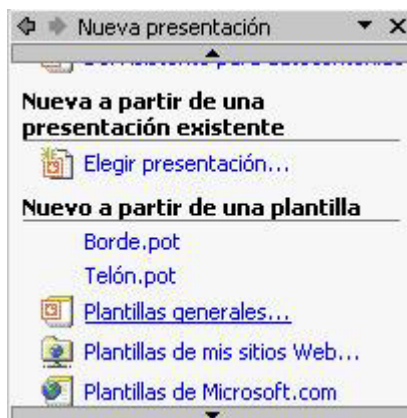 Nueva presentación
Nueva a partir de una
presentación existente
Elegir presentación...
Nuevo a partir de una plantilla
Borde.pot
Telón.pot
Plantillas generales...
Plantillas de mis sitios Web...
Plantillas de Microsoft.com